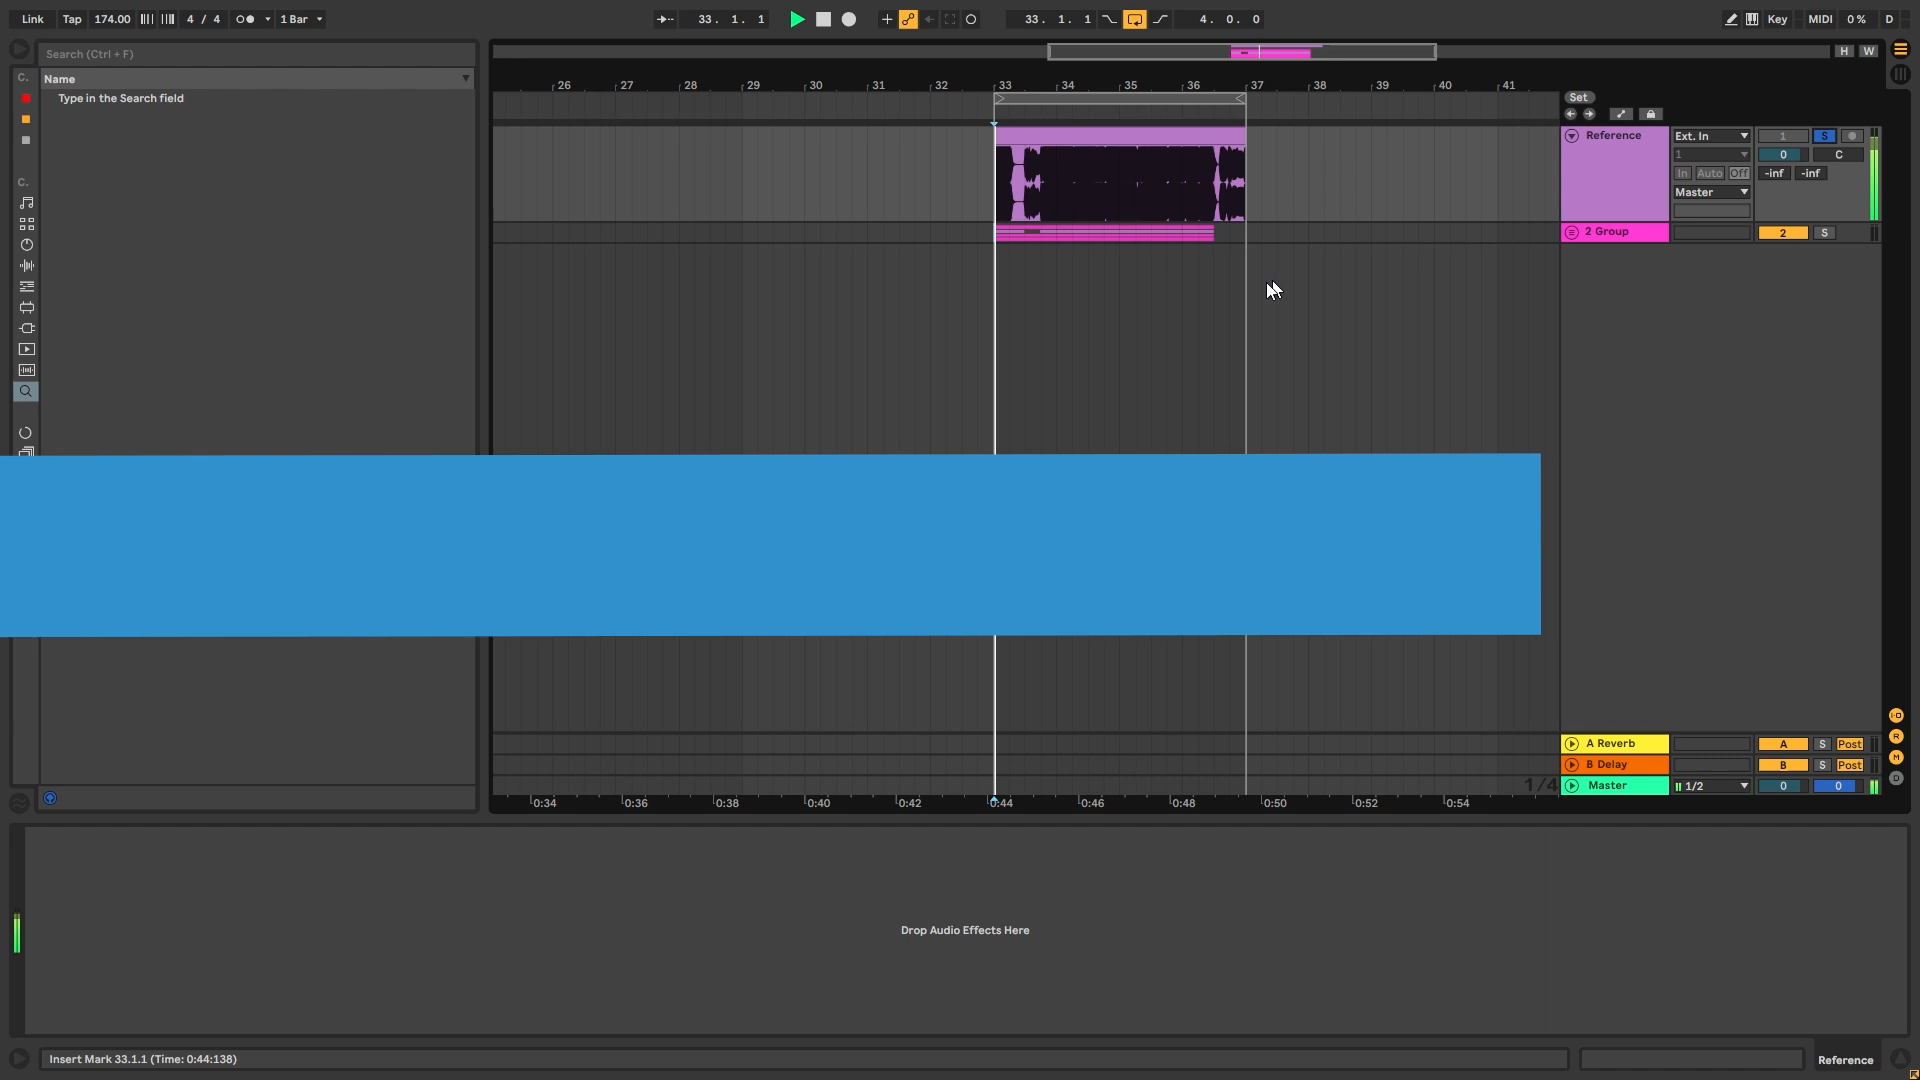 Link Tap 174.00 4 / 4 1 Bar 33. 1. 1 33. 1. 1 4. 0. 0 Key MIDI 0 % D
Search (Ctrl + F)
H W
C. Name
Type in the Search field
26 27 28 29 30 31 32 33 34 35 36 37 38 39 40 41
Set
Reference Ext. In 1 S
1 0 C
In Auto Off -inf -inf
C.
Master
2 Group 2 S
A Reverb A S Post
B Delay B S Post
1/4 Master 1/2 0 0
0:34 0:36 0:38 0:40 0:42 0:44 0:46 0:48 0:50 0:52 0:54
R
M
D
Drop Audio Effects Here
Insert Mark 33.1.1 (Time: 0:44:138)
Reference